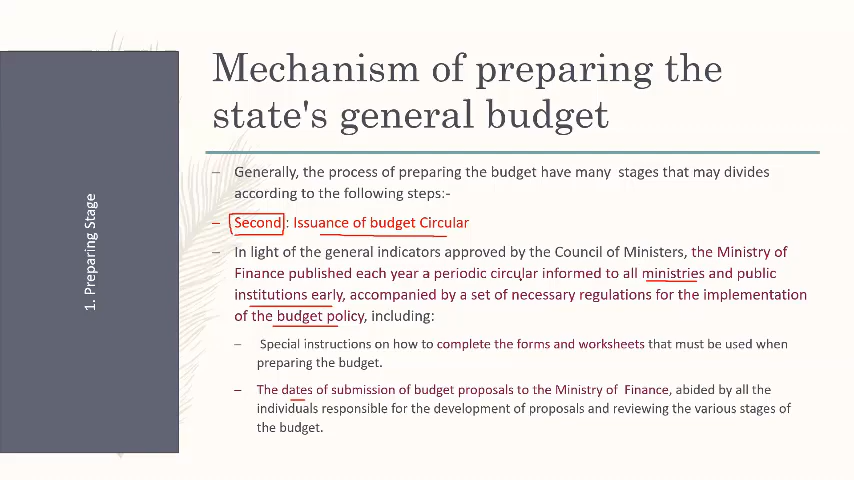 Mechanism of preparing the
state's general budget
1. Preparing Stage
– Generally, the process of preparing the budget have many stages that may divides
according to the following steps:-
– Second : Issuance of budget Circular
– In light of the general indicators approved by the Council of Ministers, the Ministry of
Finance published each year a periodic circular informed to all ministries and public
institutions early, accompanied by a set of necessary regulations for the implementation
of the budget policy, including:
– Special instructions on how to complete the forms and worksheets that must be used when
preparing the budget.
– The dates of submission of budget proposals to the Ministry of Finance, abided by all the
individuals responsible for the development of proposals and reviewing the various stages of
the budget.